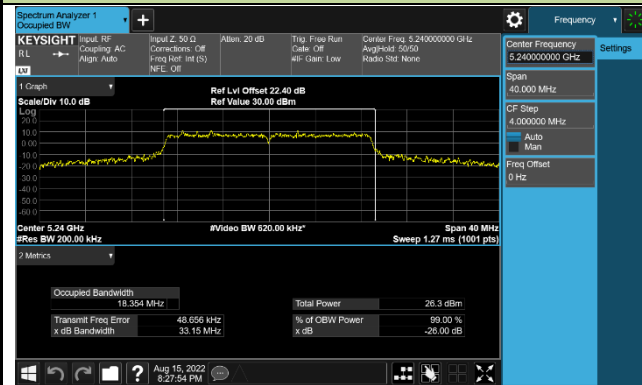 Spectrum Analyzer 1
Occupied BW
+
Frequency
KEYSIGHT
RL
LXI
Input: RF
Coupling: AC
Align: Auto
Input Z: 50 Ω
Corrections: Off
Freq Ref: Int (S)
NFE: Off
Atten: 20 dB
Trig: Free Run
Gate: Off
#IF Gain: Low
Center Freq: 5.240000000 GHz
Avg|Hold: 50/50
Radio Std: None
Center Frequency
5.240000000 GHz
Settings
Span
40.000 MHz
CF Step
4.000000 MHz
Auto
Man
Freq Offset
0 Hz
1 Graph
Scale/Div 10.0 dB
Ref Lvl Offset 22.40 dB
Ref Value 30.00 dBm
Log
20.0
10.0
0.00
-10.0
-20.0
-30.0
-40.0
-50.0
-60.0
Center 5.24 GHz
#Res BW 200.00 kHz
#Video BW 620.00 kHz*
Span 40 MHz
Sweep 1.27 ms (1001 pts)
2 Metrics
Occupied Bandwidth
18.354 MHz
Total Power 26.3 dBm
Transmit Freq Error 48.656 kHz
% of OBW Power 99.00 %
x dB Bandwidth 33.15 MHz
x dB -26.00 dB
?
Aug 15, 2022
8:27:54 PM